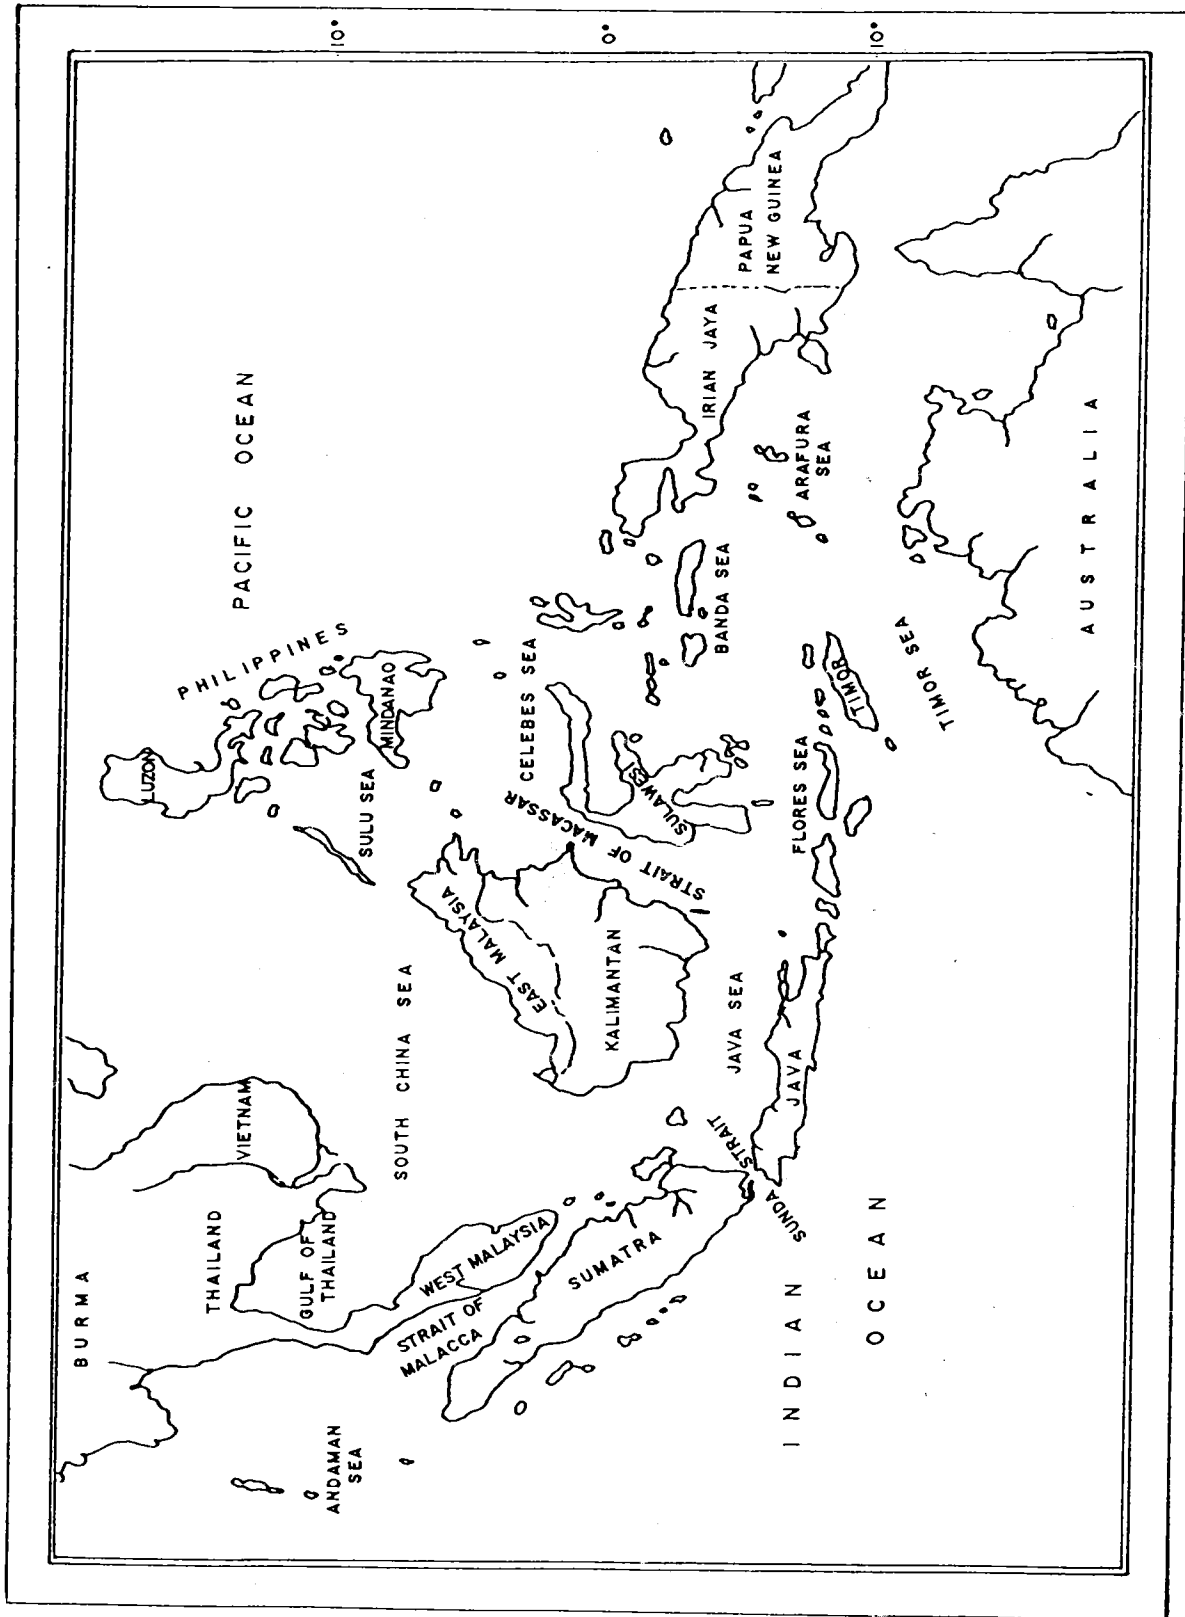 10°
0°
10°
BURMA
THAILAND
GULF OF
THAILAND
VIETNAM
ANDAMAN
SEA
STRAIT OF
MALACCA
WEST MALAYSIA
SUMATRA
SOUTH CHINA SEA
LUZON
PHILIPPINES
MINDANAO
SULU SEA
PACIFIC OCEAN
EAST MALAYSIA
KALIMANTAN
STRAIT OF MACASSAR
CELEBES SEA
SULAWESI
SUNDA STRAIT
JAVA SEA
JAVA
FLORES SEA
BANDA SEA
TIMOR
TIMOR SEA
ARAFURA
SEA
IRIAN JAYA
PAPUA
NEW GUINEA
INDIAN
OCEAN
AUSTRALIA